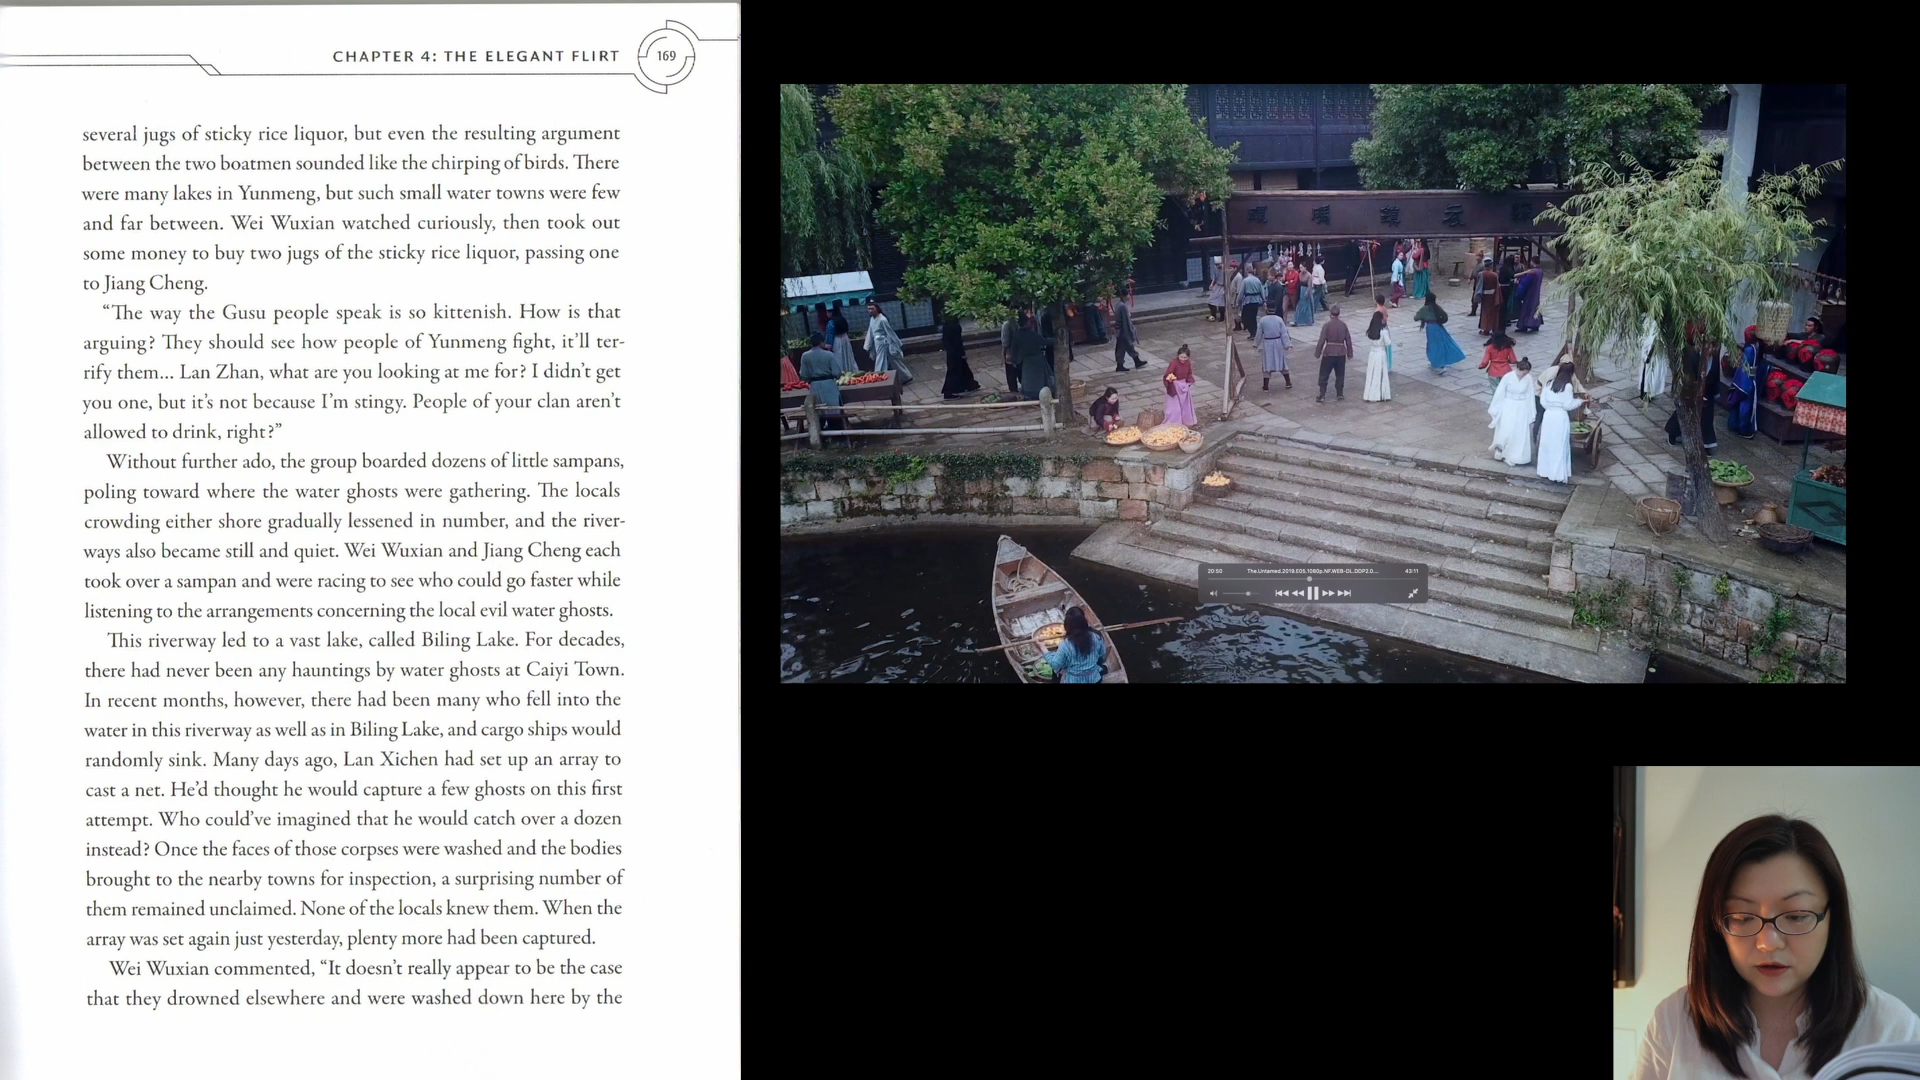 CHAPTER 4: THE ELEGANT FLIRT 169
several jugs of sticky rice liquor, but even the resulting argument
between the two boatmen sounded like the chirping of birds. There
were many lakes in Yunmeng, but such small water towns were few
and far between. Wei Wuxian watched curiously, then took out
some money to buy two jugs of the sticky rice liquor, passing one
to Jiang Cheng.
“The way the Gusu people speak is so kittenish. How is that
arguing? They should see how people of Yunmeng fight, it’ll ter-
rify them... Lan Zhan, what are you looking at me for? I didn’t get
you one, but it’s not because I’m stingy. People of your clan aren’t
allowed to drink, right?”
Without further ado, the group boarded dozens of little sampans,
poling toward where the water ghosts were gathering. The locals
crowding either shore gradually lessened in number, and the river-
ways also became still and quiet. Wei Wuxian and Jiang Cheng each
took over a sampan and were racing to see who could go faster while
listening to the arrangements concerning the local evil water ghosts.
This riverway led to a vast lake, called Biling Lake. For decades,
there had never been any hauntings by water ghosts at Caiyi Town.
In recent months, however, there had been many who fell into the
water in this riverway as well as in Biling Lake, and cargo ships would
randomly sink. Many days ago, Lan Xichen had set up an array to
cast a net. He’d thought he would capture a few ghosts on this first
attempt. Who could’ve imagined that he would catch over a dozen
instead? Once the faces of those corpses were washed and the bodies
brought to the nearby towns for inspection, a surprising number of
them remained unclaimed. None of the locals knew them. When the
array was set again just yesterday, plenty more had been captured.
Wei Wuxian commented, “It doesn’t really appear to be the case
that they drowned elsewhere and were washed down here by the
20:50 The.Untamed.2019.E05.1080p.NF.WEB-DL.DDP2.0.... 43:11